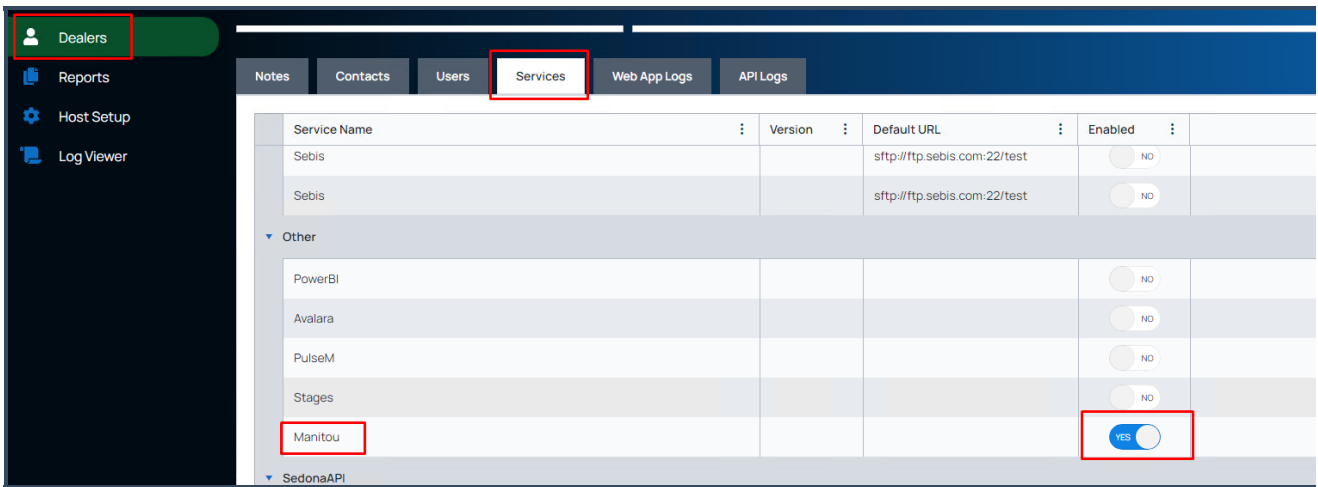 Dealers
Reports
Host Setup
Log Viewer
Notes Contacts Users Services Web App Logs API Logs
Service Name Version Default URL Enabled
Sebis sftp://ftp.sebis.com:22/test NO
Sebis sftp://ftp.sebis.com:22/test NO
Other
PowerBI NO
Avalara NO
PulseM NO
Stages NO
Manitou YES
SedonaAPI